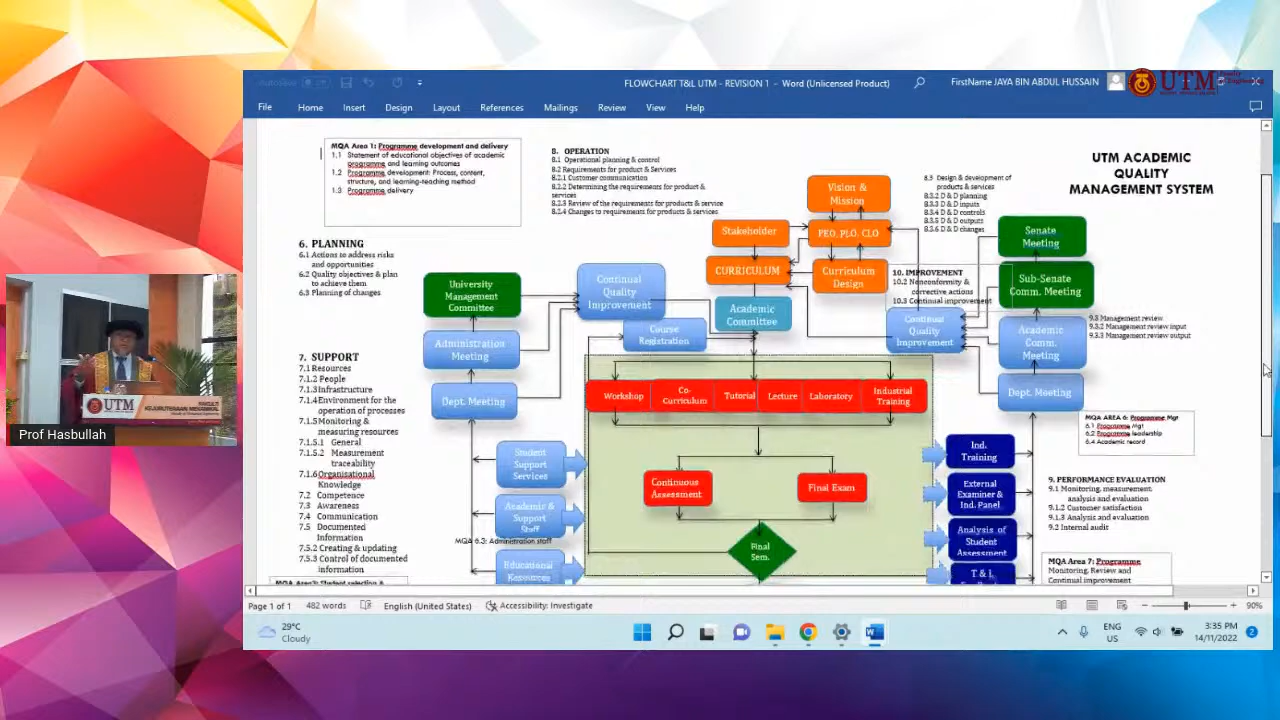 FLOWCHART T&L UTM - REVISION 1 - Word (Unlicensed Product)
FirstName JAYA BIN ABDUL HUSSAIN
UTM
File
Home
Insert
Design
Layout
References
Mailings
Review
View
Help
MQA Area 1: Programme development and delivery
1.1 Statement of educational objectives of academic
programme and learning outcomes
1.2 Programme development: Process, content,
structure, and learning-teaching method
1.3 Programme delivery
8. OPERATION
8.1 Operational planning & control
8.2 Requirements for product & Services
8.2.1 Customer communication
8.2.2 Determining the requirements for product &
services
8.2.3 Review of the requirements for products & service
8.2.4 Changes to requirements for products & services
Vision &
Mission
Stakeholder
PEO, PLO, CLO
CURRICULUM
Curriculum
Design
8.3 Design & development of
products & services
8.3.2 D & D planning
8.3.3 D & D inputs
8.3.4 D & D controls
8.3.5 D & D outputs
8.3.6 D & D changes
UTM ACADEMIC
QUALITY
MANAGEMENT SYSTEM
Senate
Meeting
Sub-Senate
Comm. Meeting
6. PLANNING
6.1 Actions to address risks
and opportunities
6.2 Quality objectives & plan
to achieve them
6.3 Planning of changes
University
Management
Committee
Continual
Quality
Improvement
Academic
Committee
Course
Registration
10. IMPROVEMENT
10.2 Nonconformity &
corrective actions
10.3 Continual improvement
Continual
Quality
Improvement
Academic
Comm.
Meeting
9.3 Management review
9.3.2 Management review input
9.3.3 Management review output
Administration
Meeting
Dept. Meeting
Dept. Meeting
7. SUPPORT
7.1 Resources
7.1.2 People
7.1.3 Infrastructure
7.1.4 Environment for the
operation of processes
7.1.5 Monitoring &
measuring resources
7.1.5.1 General
7.1.5.2 Measurement
traceability
7.1.6 Organisational
Knowledge
7.2 Competence
7.3 Awareness
7.4 Communication
7.5 Documented
Information
7.5.2 Creating & updating
7.5.3 Control of documented
information
Workshop
Co-
Curriculum
Tutorial
Lecture
Laboratory
Industrial
Training
Continuous
Assessment
Final Exam
Final
Sem.
Student
Support
Services
Academic &
Support
Staff
MQA 6.3: Administration staff
Educational
Resources
Ind.
Training
External
Examiner &
Ind. Panel
Analysis of
Student
Assessment
T & L
MQA AREA 6: Programme Mgt
6.1 Programme Mgt
6.2 Programme leadership
6.4 Academic record
9. PERFORMANCE EVALUATION
9.1 Monitoring, measurement,
analysis and evaluation
9.1.2 Customer satisfaction
9.1.3 Analysis and evaluation
9.2 Internal audit
MQA Area 7: Programme
Monitoring, Review and
Continual improvement
UTM
Prof Hasbullah
Page 1 of 1
482 words
English (United States)
Accessibility: Investigate
90%
29°C
Cloudy
ENG
US
3:35 PM
14/11/2022
2